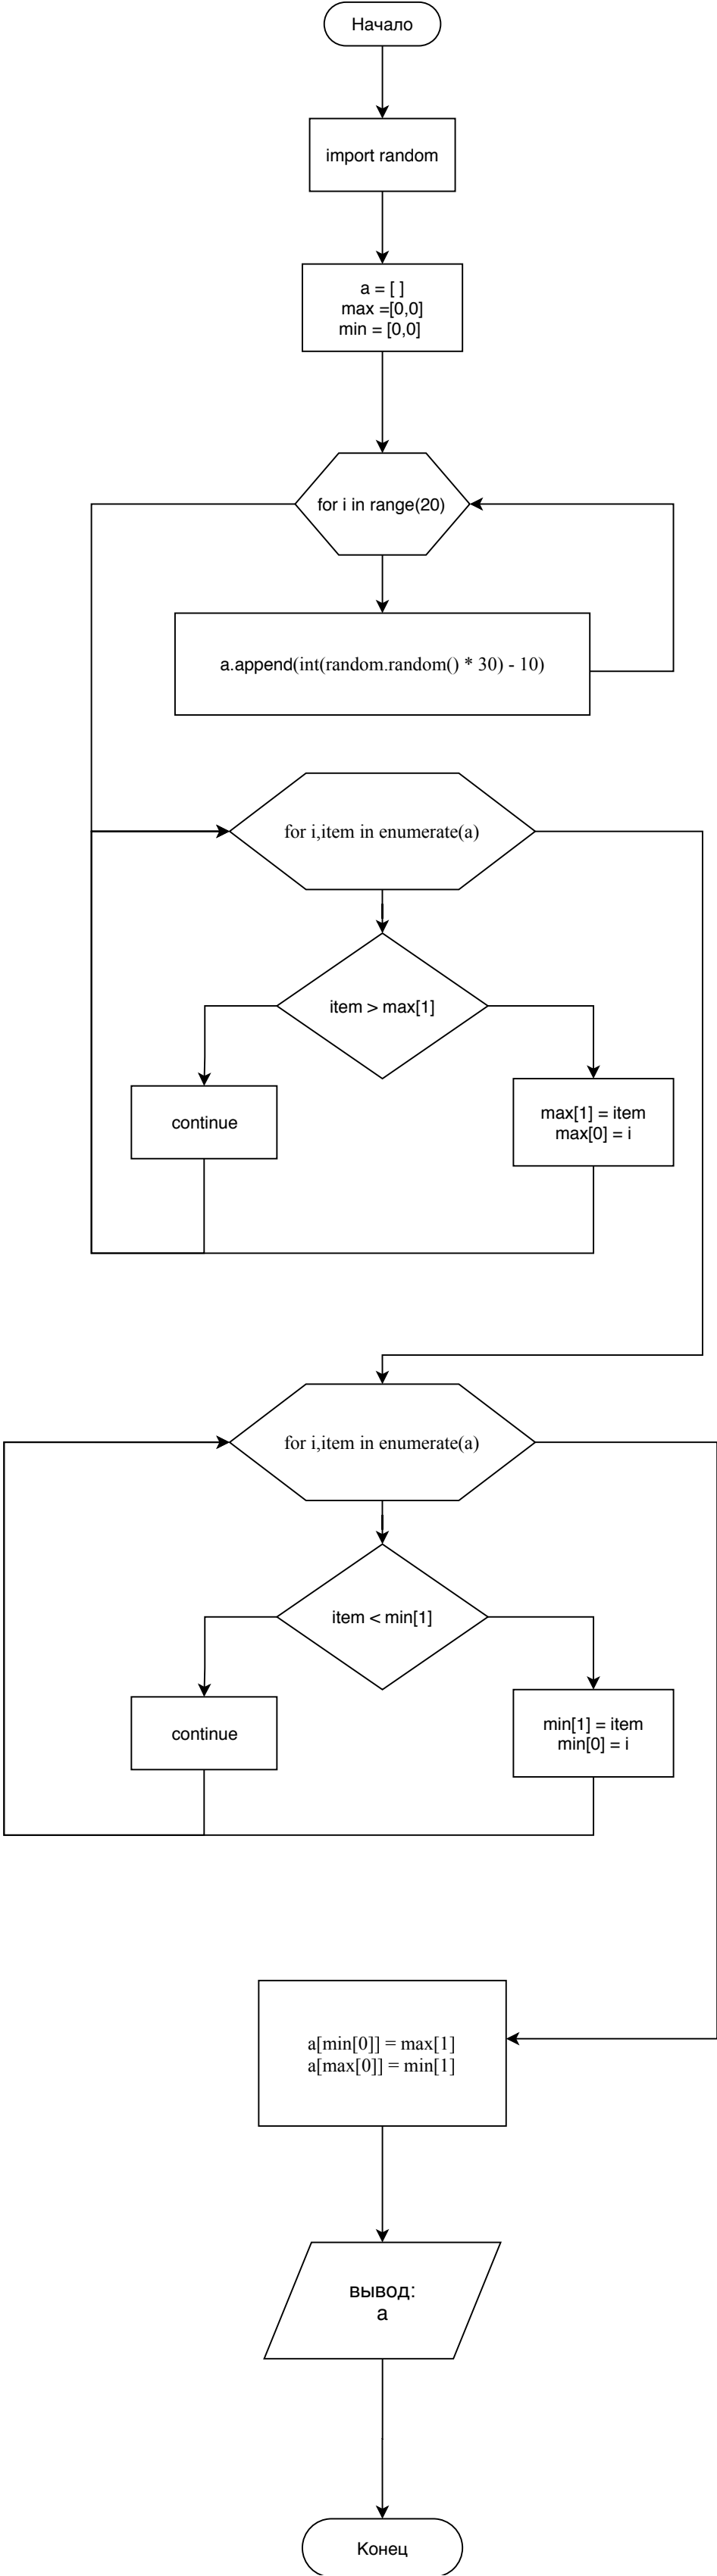 Начало
import random
a = [ ]
max =[0,0]
min = [0,0]
for i in range(20)
a.append(int(random.random() * 30) - 10)
for i,item in enumerate(a)
item > max[1]
continue
max[1] = item
max[0] = i
for i,item in enumerate(a)
item < min[1]
continue
min[1] = item
min[0] = i
a[min[0]] = max[1]
a[max[0]] = min[1]
вывод:
a
Конец